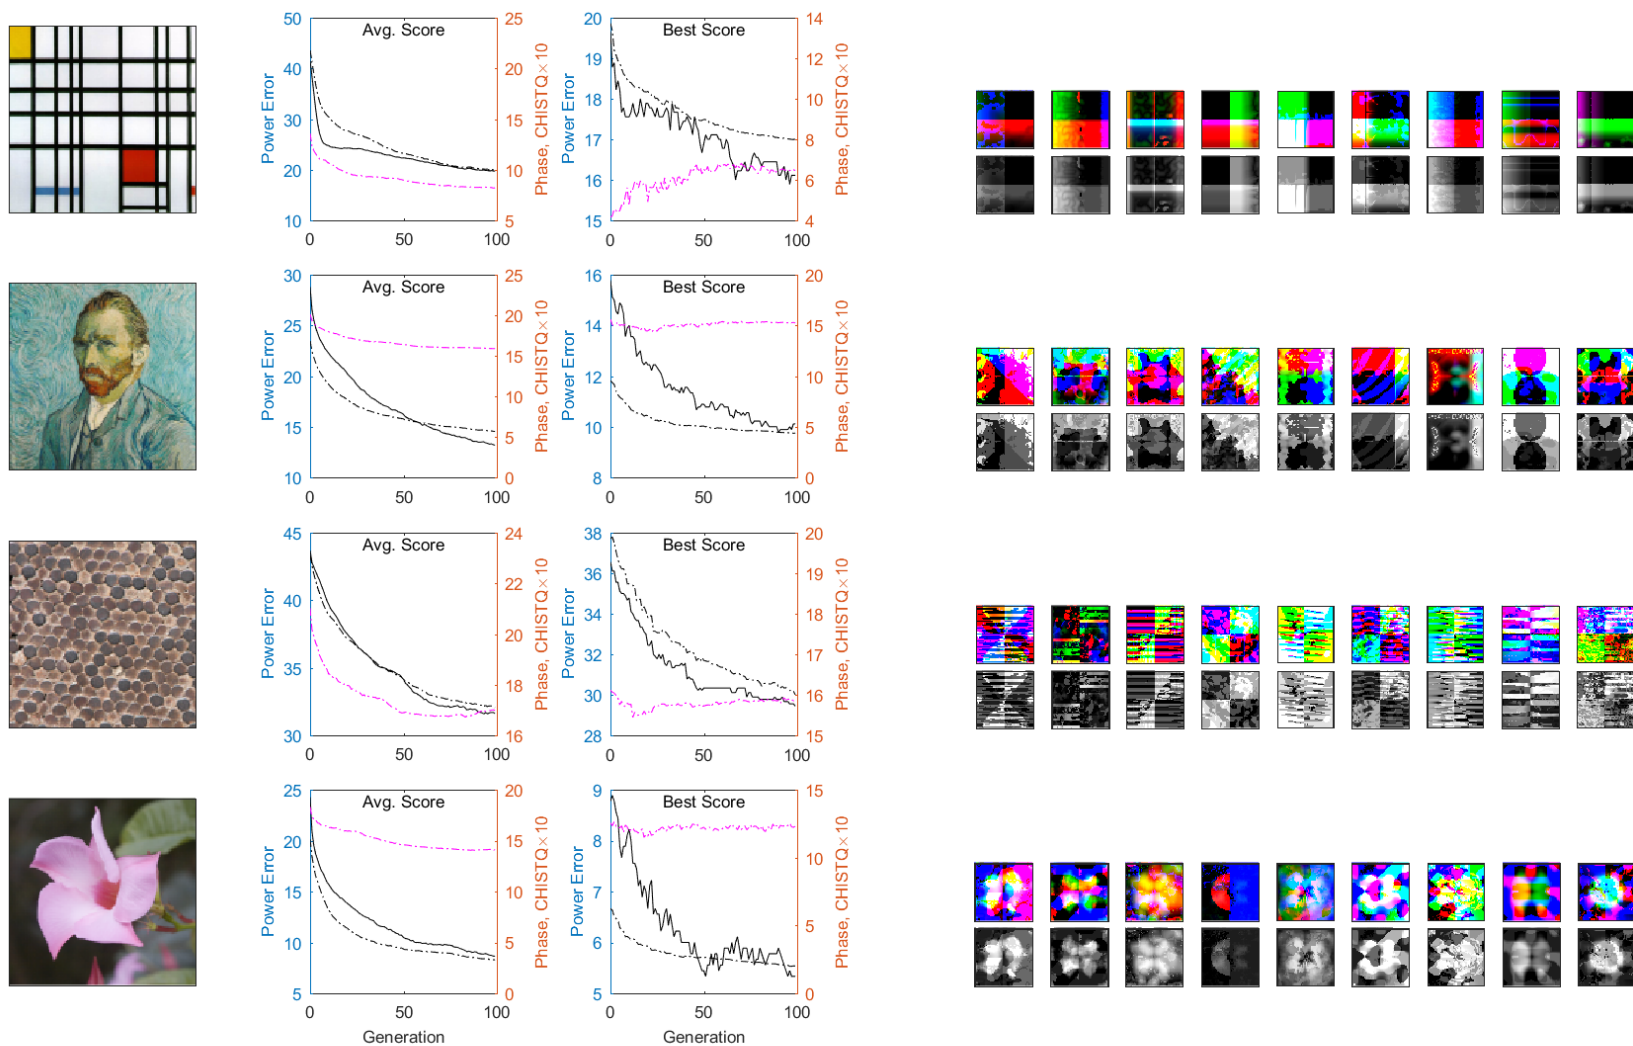 50 25 20 14
Avg. Score Best Score
40 20 19 12
Power Error Phase, CHISTQ×10 Power Error Phase, CHISTQ×10
18 10
30 15
17 8
20 10 16 6
10 5 15 4
0 50 100 0 50 100
30 25 16 20
Avg. Score Best Score
25 20 14 15
Power Error Phase, CHISTQ×10 Power Error Phase, CHISTQ×10
15
20 12 10
10
15 5 10 5
10 0 8 0
0 50 100 0 50 100
45 24 38 20
Avg. Score Best Score
22 36 19
40
Power Error Phase, CHISTQ×10 Power Error Phase, CHISTQ×10
20 34 18
35 18 32 17
30 16
30 16 28 15
0 50 100 0 50 100
25 20 9 15
Avg. Score Best Score
20 15 8
Power Error Phase, CHISTQ×10 Power Error Phase, CHISTQ×10
10
15 10 7
5
10 5 6
5 0 5 0
0 50 100 0 50 100
Generation Generation